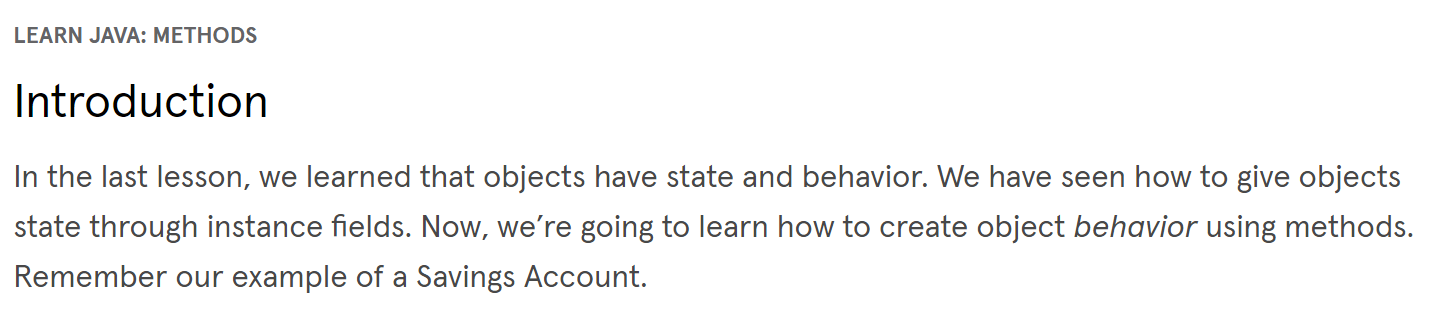 LEARN JAVA: METHODS
Introduction
In the last lesson, we learned that objects have state and behavior. We have seen how to give objects
state through instance fields. Now, we’re going to learn how to create object behavior using methods.
Remember our example of a Savings Account.